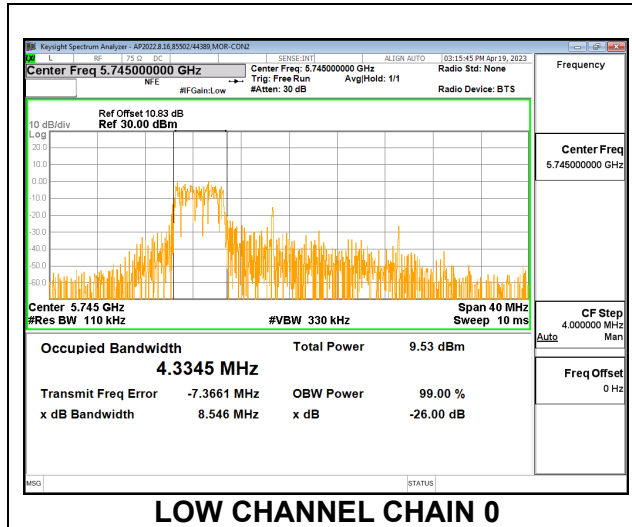 Keysight Spectrum Analyzer - AP2022.8.16,85502/44389,MOR-CON2
L RF 75 Ω DC SENSE:INT ALIGN AUTO 03:15:45 PM Apr 19, 2023
Center Freq 5.745000000 GHz
NFE
#IFGain:Low
Center Freq: 5.745000000 GHz
Trig: Free Run Avg|Hold: 1/1
#Atten: 30 dB
Radio Std: None
Radio Device: BTS
Frequency
Ref Offset 10.83 dB
10 dB/div Ref 30.00 dBm
Log
20.0
10.0
0.00
-10.0
-20.0
-30.0
-40.0
-50.0
-60.0
Center Freq
5.745000000 GHz
Center 5.745 GHz Span 40 MHz
#Res BW 110 kHz #VBW 330 kHz Sweep 10 ms
CF Step
4.000000 MHz
Auto Man
Occupied Bandwidth Total Power 9.53 dBm
4.3345 MHz
Freq Offset
0 Hz
Transmit Freq Error -7.3661 MHz OBW Power 99.00 %
x dB Bandwidth 8.546 MHz x dB -26.00 dB
MSG STATUS
LOW CHANNEL CHAIN 0